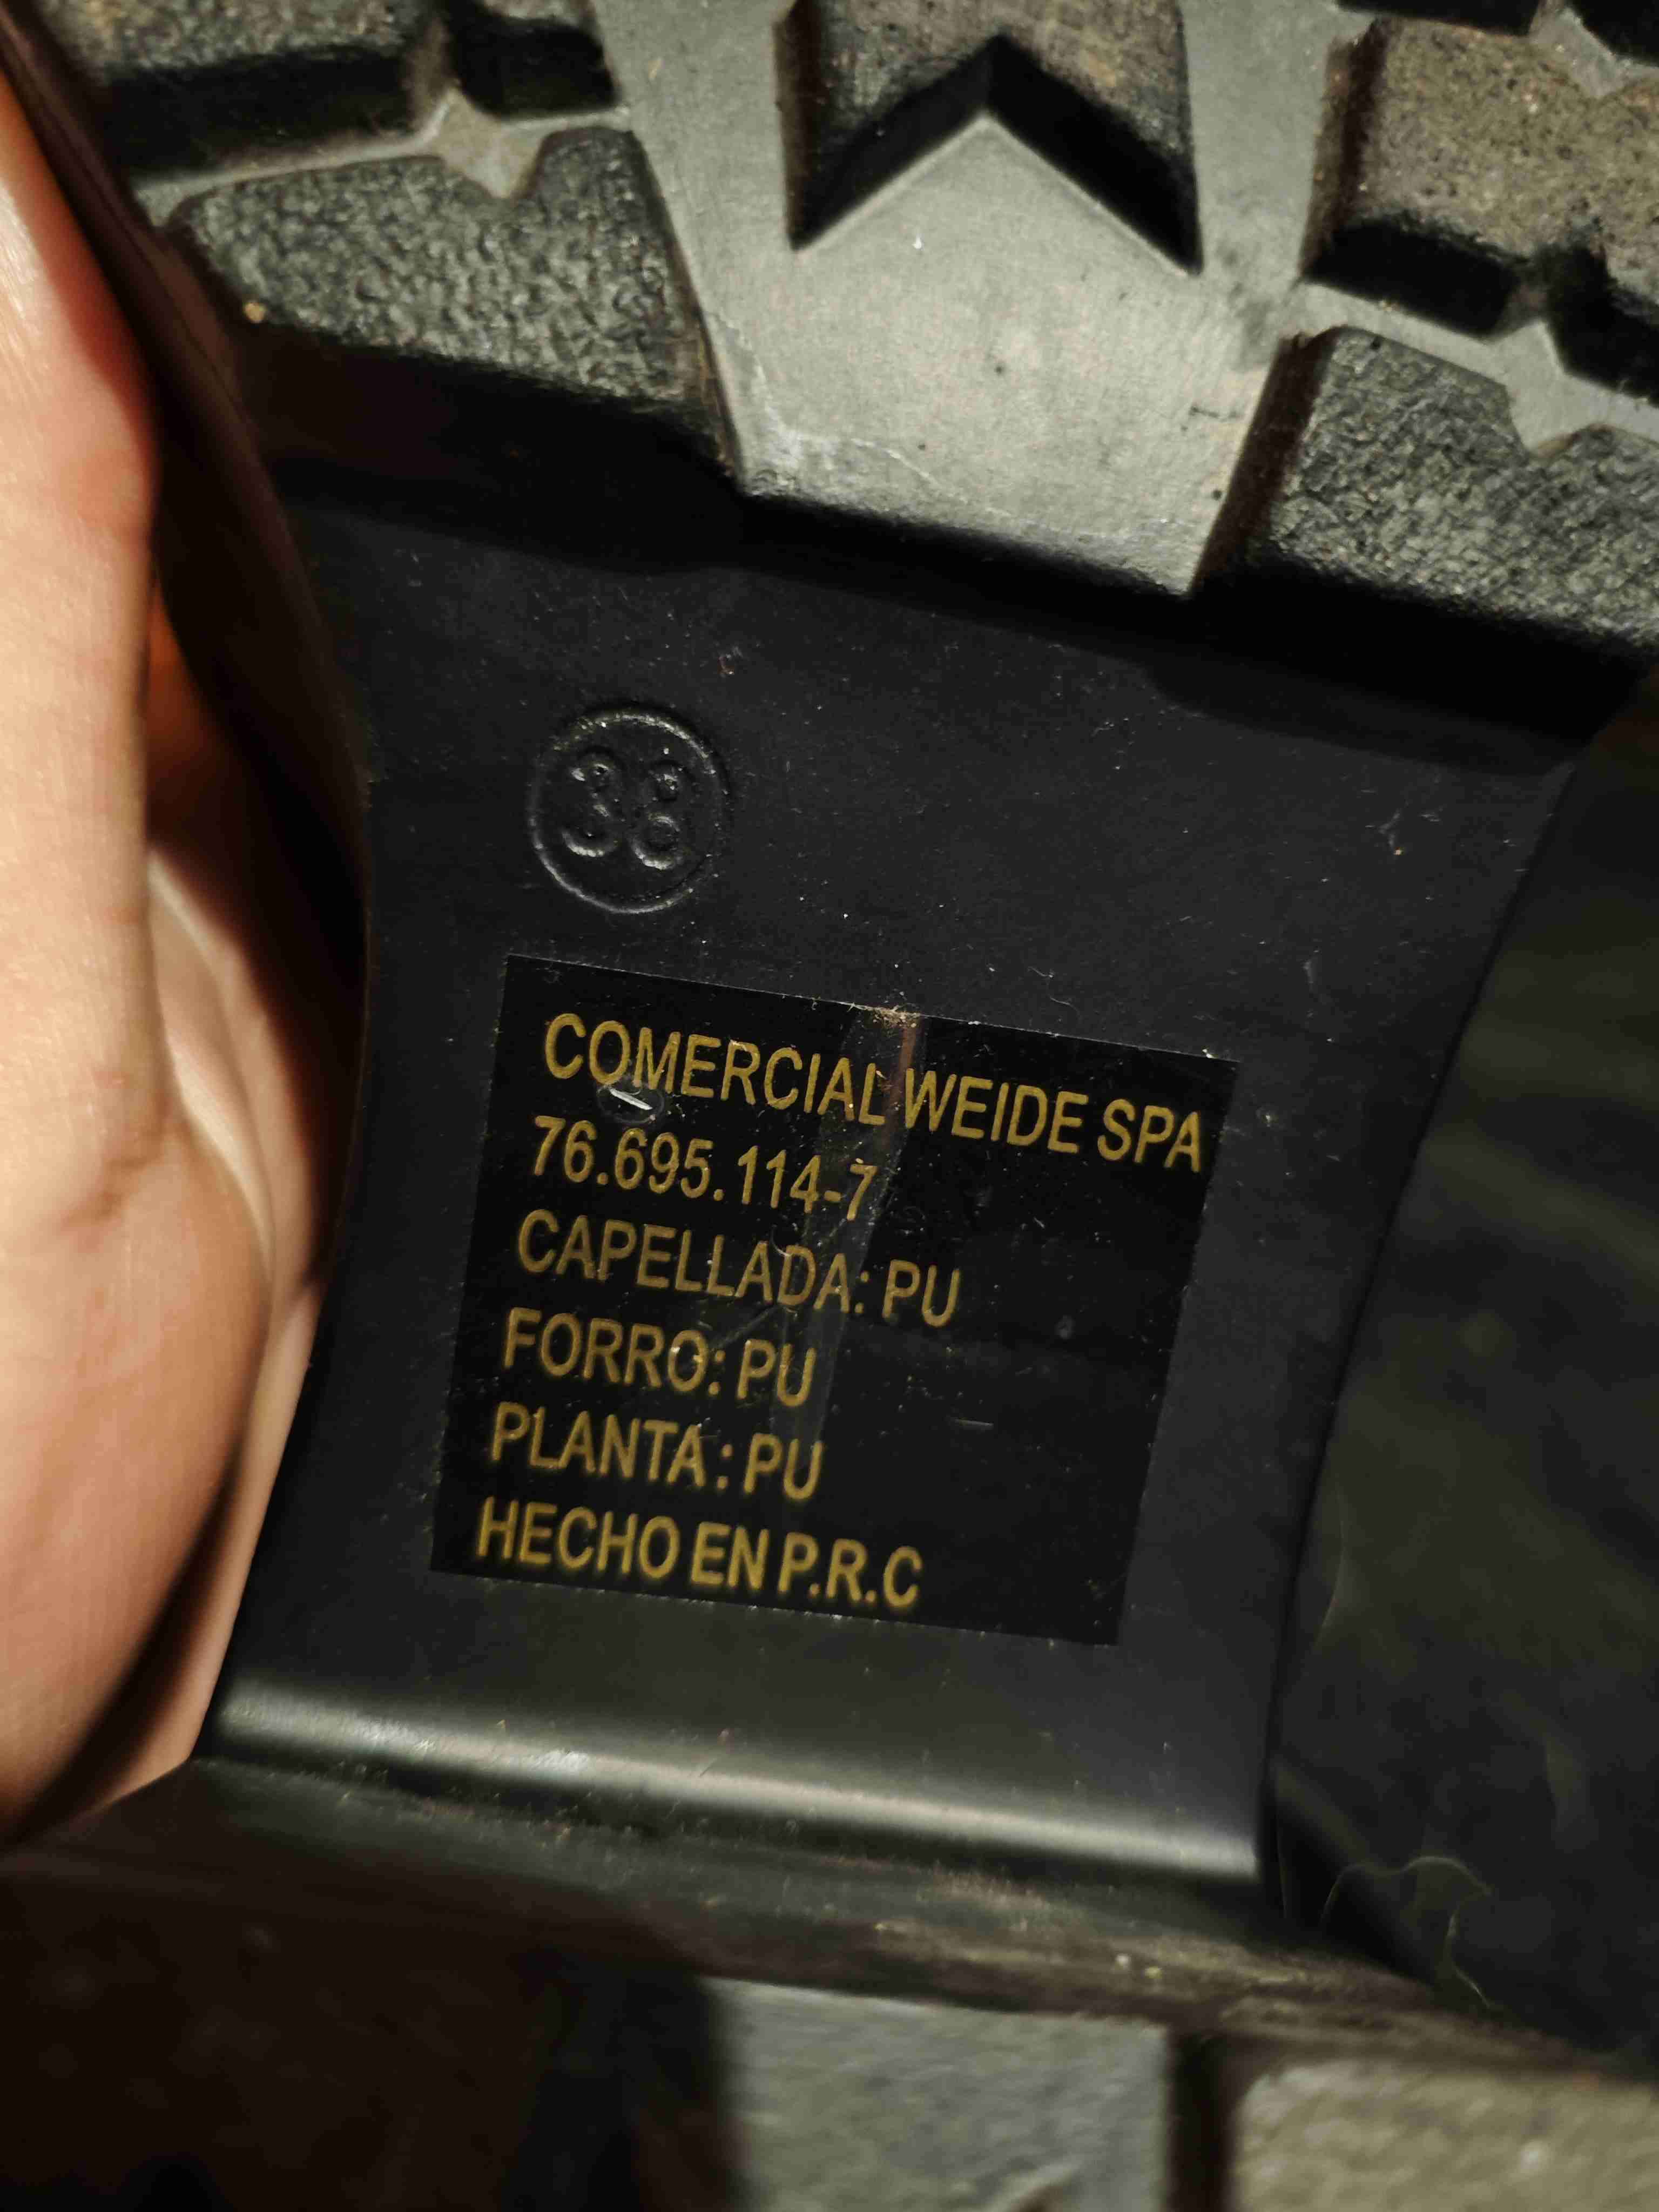 38
COMERCIAL WEIDE SPA
76.695.114-7
CAPELLADA: PU
FORRO: PU
PLANTA : PU
HECHO EN P.R.C